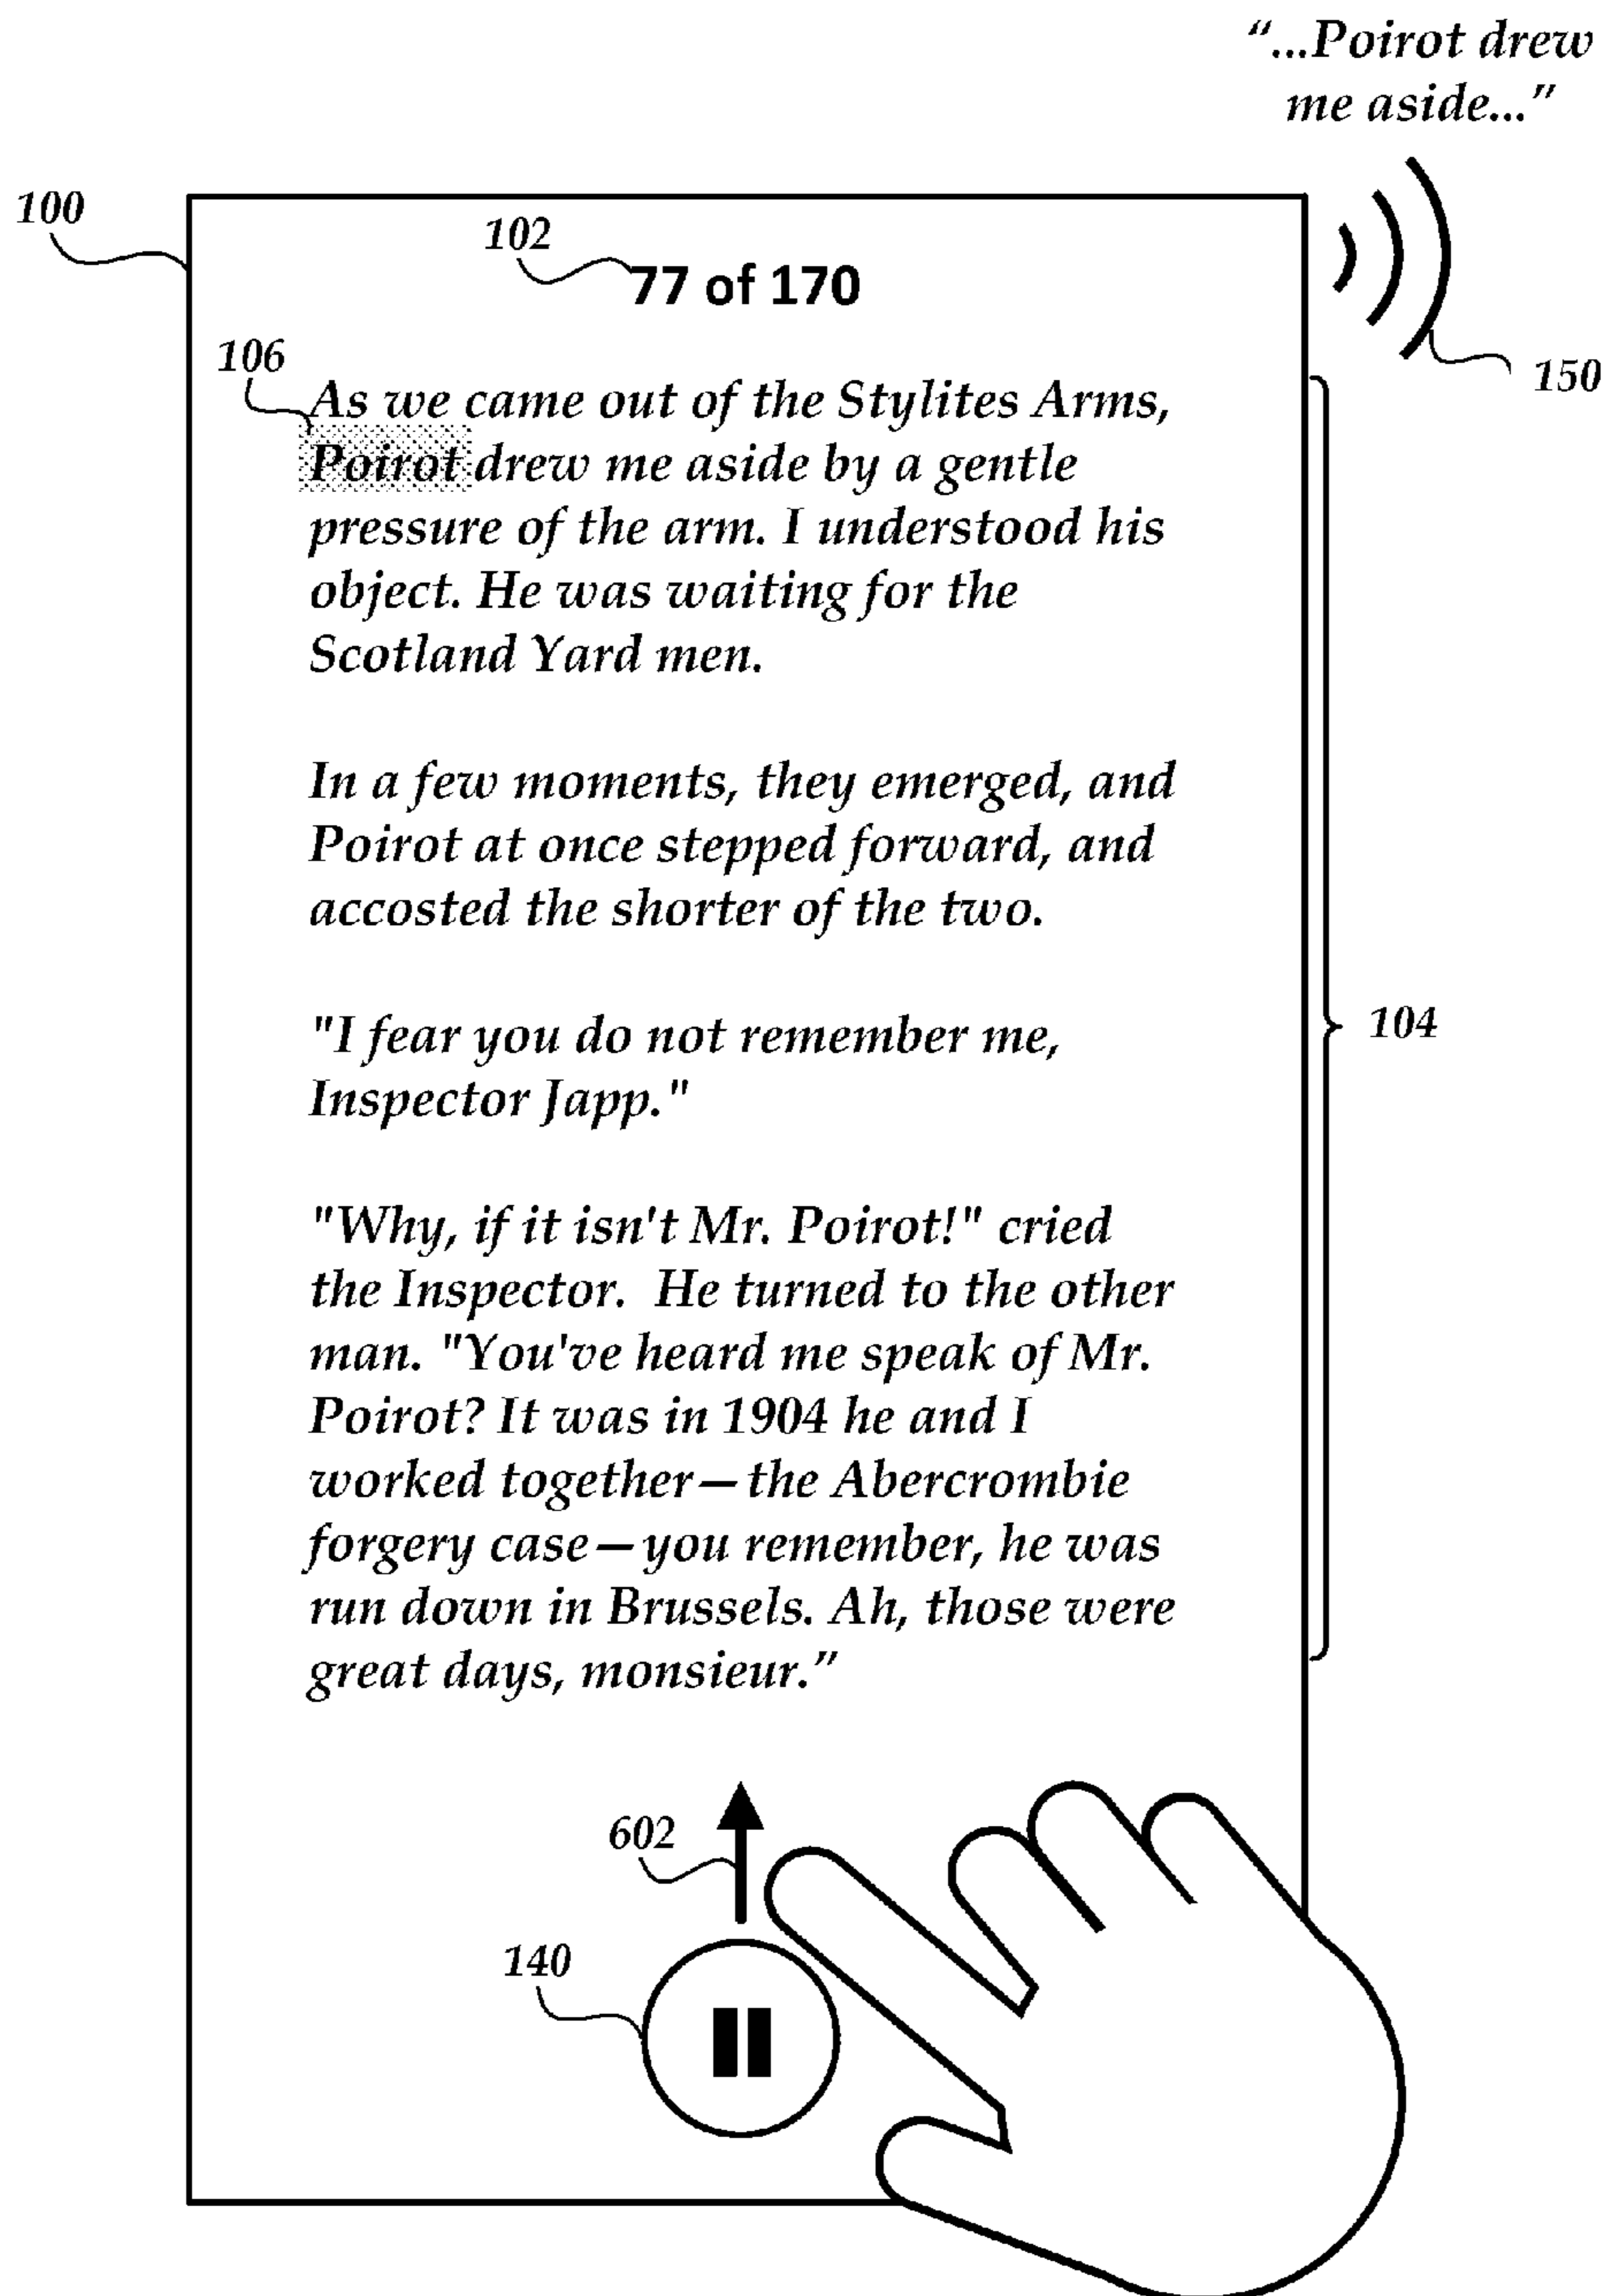 “...Poirot drew
me aside...”
100
102
77 of 170
106
150
As we came out of the Stylites Arms,
Poirot drew me aside by a gentle
pressure of the arm. I understood his
object. He was waiting for the
Scotland Yard men.
In a few moments, they emerged, and
Poirot at once stepped forward, and
accosted the shorter of the two.
104
"I fear you do not remember me,
Inspector Japp."
"Why, if it isn't Mr. Poirot!" cried
the Inspector.  He turned to the other
man. "You've heard me speak of Mr.
Poirot? It was in 1904 he and I
worked together—the Abercrombie
forgery case—you remember, he was
run down in Brussels. Ah, those were
great days, monsieur.”
602
140